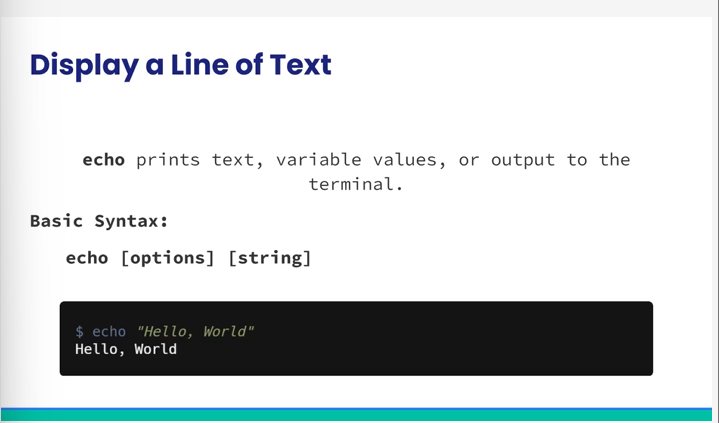 Display a Line of Text
echo prints text, variable values, or output to the
terminal.
Basic Syntax:
echo [options] [string]
$ echo "Hello, World"
Hello, World